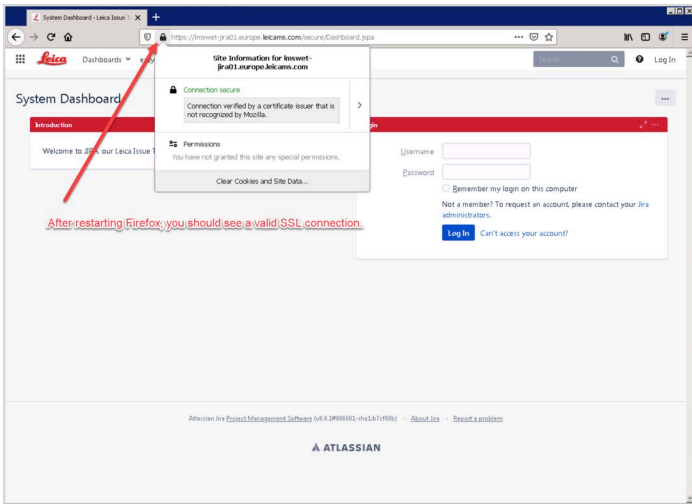 System Dashboard - Leica Issue T
https://lmswet-jira01.europe.leicams.com/secure/Dashboard.jspa
Leica
Dashboards
Search
Log In
Site Information for lmswet-
jira01.europe.leicams.com
Connection secure
Connection verified by a certificate issuer that is
not recognized by Mozilla.
Permissions
You have not granted this site any special permissions.
Clear Cookies and Site Data...
System Dashboard
Introduction
Welcome to JIRA, our Leica Issue T
Username
Password
Remember my login on this computer
Not a member? To request an account, please contact your Jira
administrators.
Log In Can't access your account?
After restarting Firefox, you should see a valid SSL connection.
Atlassian Jira Project Management Software · About Jira · Report a problem
ATLASSIAN